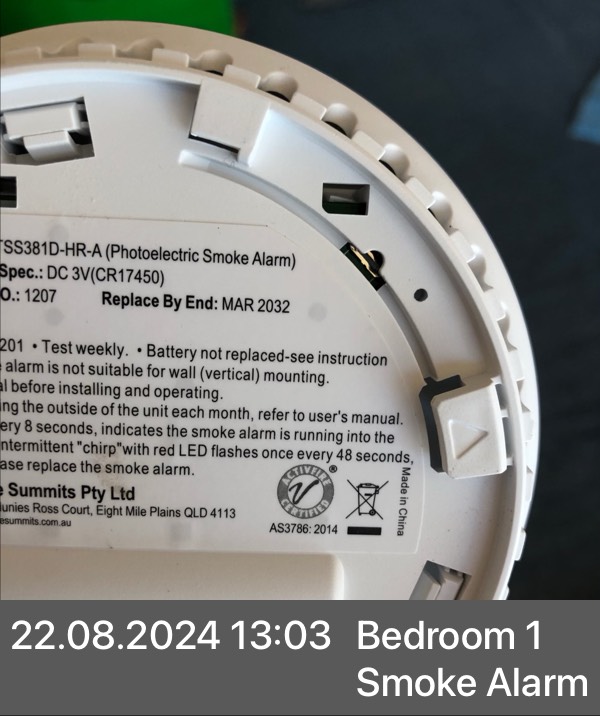 TSS381D-HR-A (Photoelectric Smoke Alarm)
Spec.: DC 3V(CR17450)
O.: 1207 Replace By End: MAR 2032
201 • Test weekly. • Battery not replaced-see instruction
alarm is not suitable for wall (vertical) mounting.
al before installing and operating.
ng the outside of the unit each month, refer to user's manual.
ery 8 seconds, indicates the smoke alarm is running into the
ntermittent "chirp"with red LED flashes once every 48 seconds,
ase replace the smoke alarm.
e Summits Pty Ltd
unies Ross Court, Eight Mile Plains QLD 4113
esummits.com.au
ACTIVFIRE
CERTIFIED
®
AS3786: 2014
Made in China
22.08.2024 13:03 Bedroom 1
Smoke Alarm